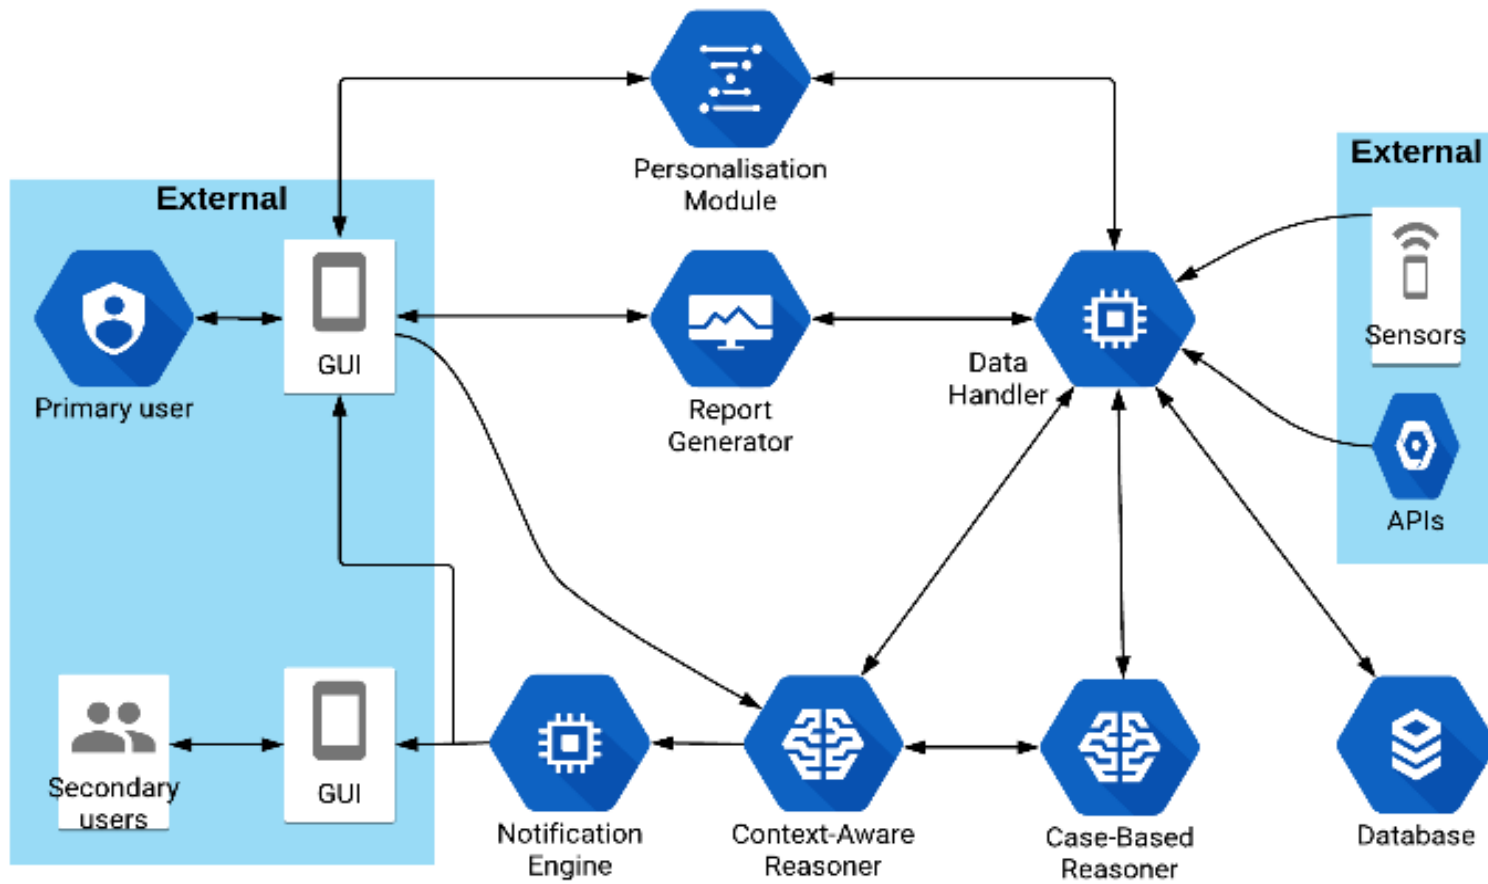 Personalisation
Module
External
External
GUI
Primary user
Report
Generator
Data
Handler
Sensors
APIs
Secondary
users
GUI
Notification
Engine
Context-Aware
Reasoner
Case-Based
Reasoner
Database